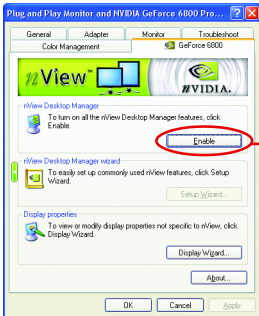 Plug and Play Monitor and NVIDIA GeForce 6800 Pro...
General
Adapter
Monitor
Troubleshoot
Color Management
GeForce 6800
nView™
nVIDIA.
nView Desktop Manager
To turn on all the nView Desktop Manager features, click
Enable.
Enable
nView Desktop Manager wizard
To easily set up commonly used nView features, click Setup
Wizard.
Setup Wizard...
Display properties
To view or modify display properties not specific to nView, click
Display Wizard.
Display Wizard...
About...
OK
Cancel
Apply